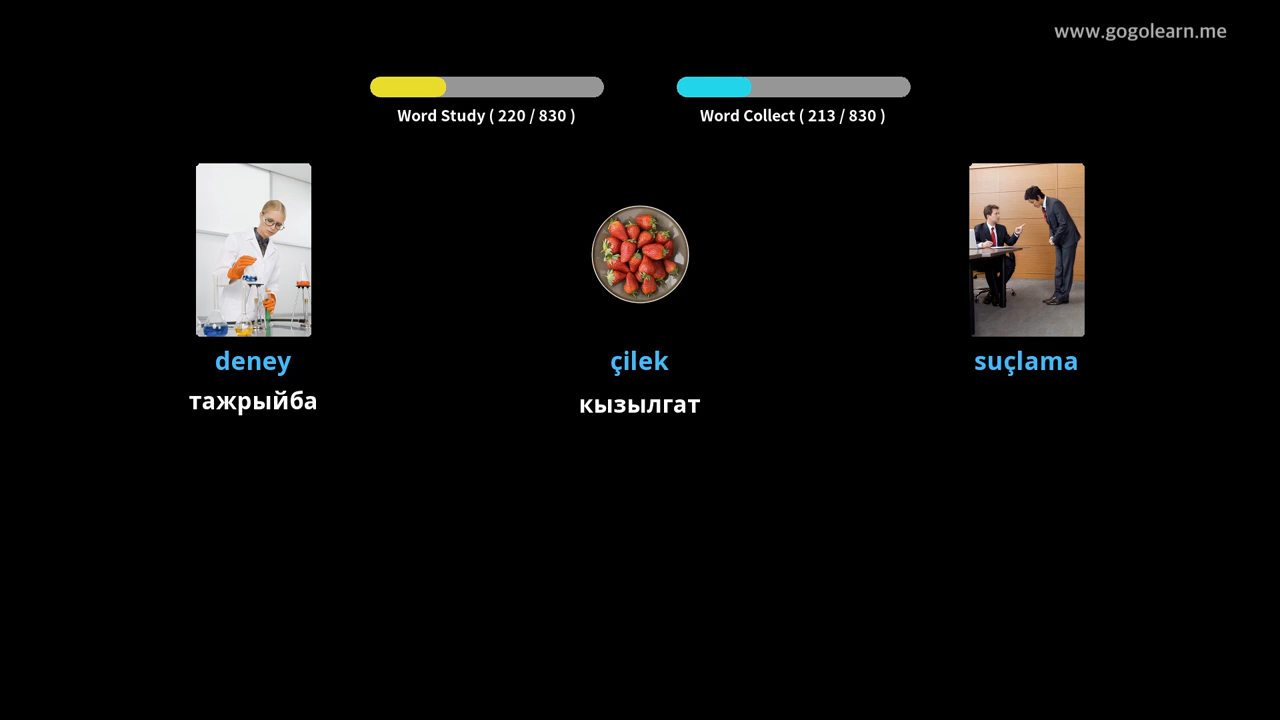 www.gogolearn.me
Word Study ( 220 / 830 )
Word Collect ( 213 / 830 )
deney
çilek
suçlama
тажрыйба
кызылгат